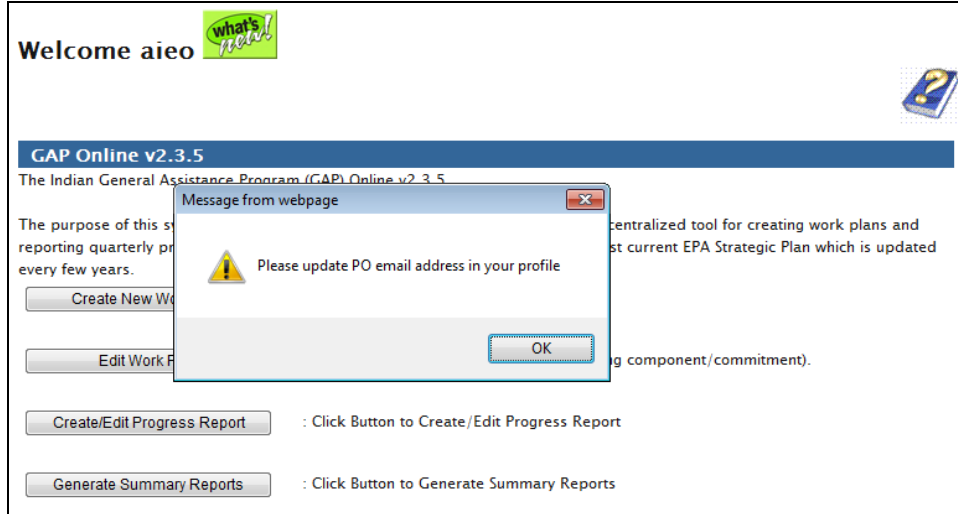 Welcome aieo what's new!
GAP Online v2.3.5
The Indian General Assistance Program (GAP) Online v2.3.5
Message from webpage
The purpose of this s
centralized tool for creating work plans and
reporting quarterly pr
st current EPA Strategic Plan which is updated
every few years.
Please update PO email address in your profile
Create New Wo
OK
Edit Work P
g component/commitment).
Create/Edit Progress Report : Click Button to Create/Edit Progress Report
Generate Summary Reports : Click Button to Generate Summary Reports